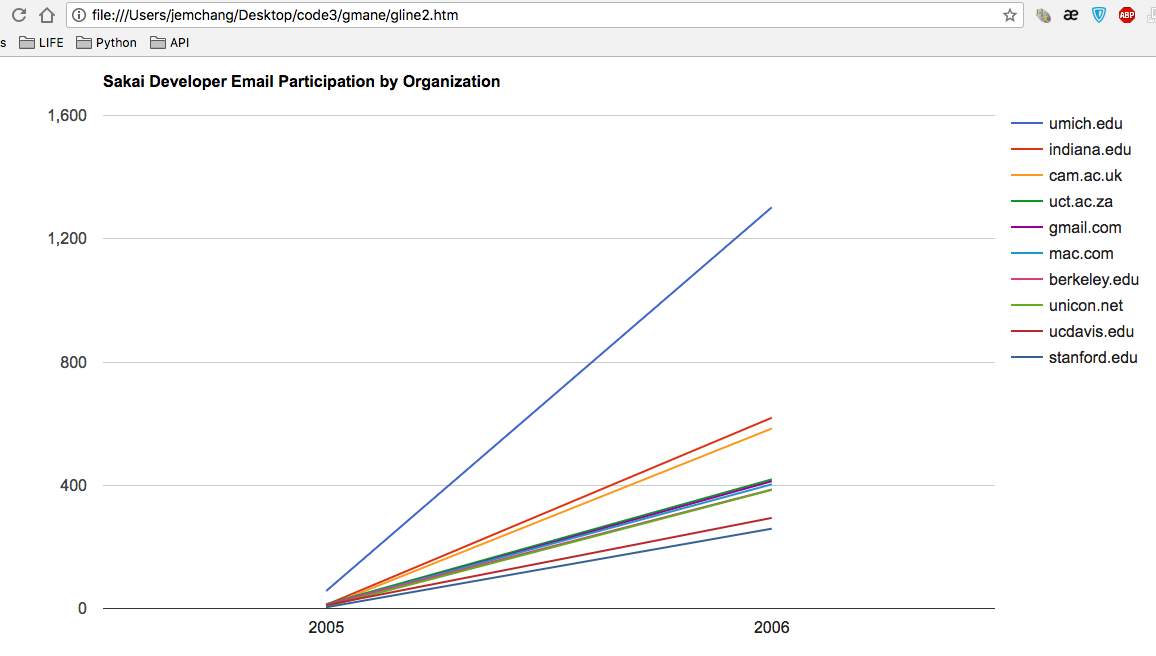 file:///Users/jemchang/Desktop/code3/gmane/gline2.htm
æ
ABP
s
LIFE
Python
API
Sakai Developer Email Participation by Organization
1,600
1,200
800
400
0
2005
2006
umich.edu
indiana.edu
cam.ac.uk
uct.ac.za
gmail.com
mac.com
berkeley.edu
unicon.net
ucdavis.edu
stanford.edu